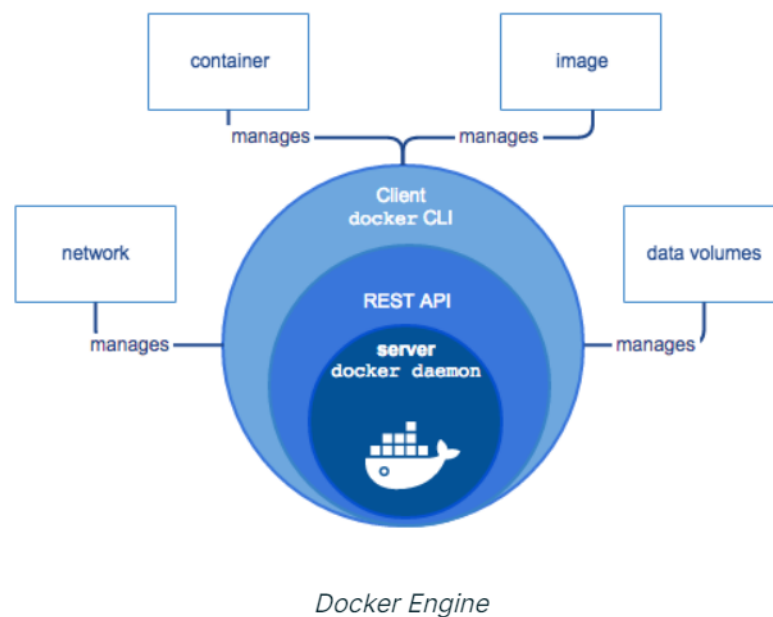 container
image
manages
manages
Client
docker CLI
network
data volumes
REST API
manages
manages
server
docker daemon
Docker Engine